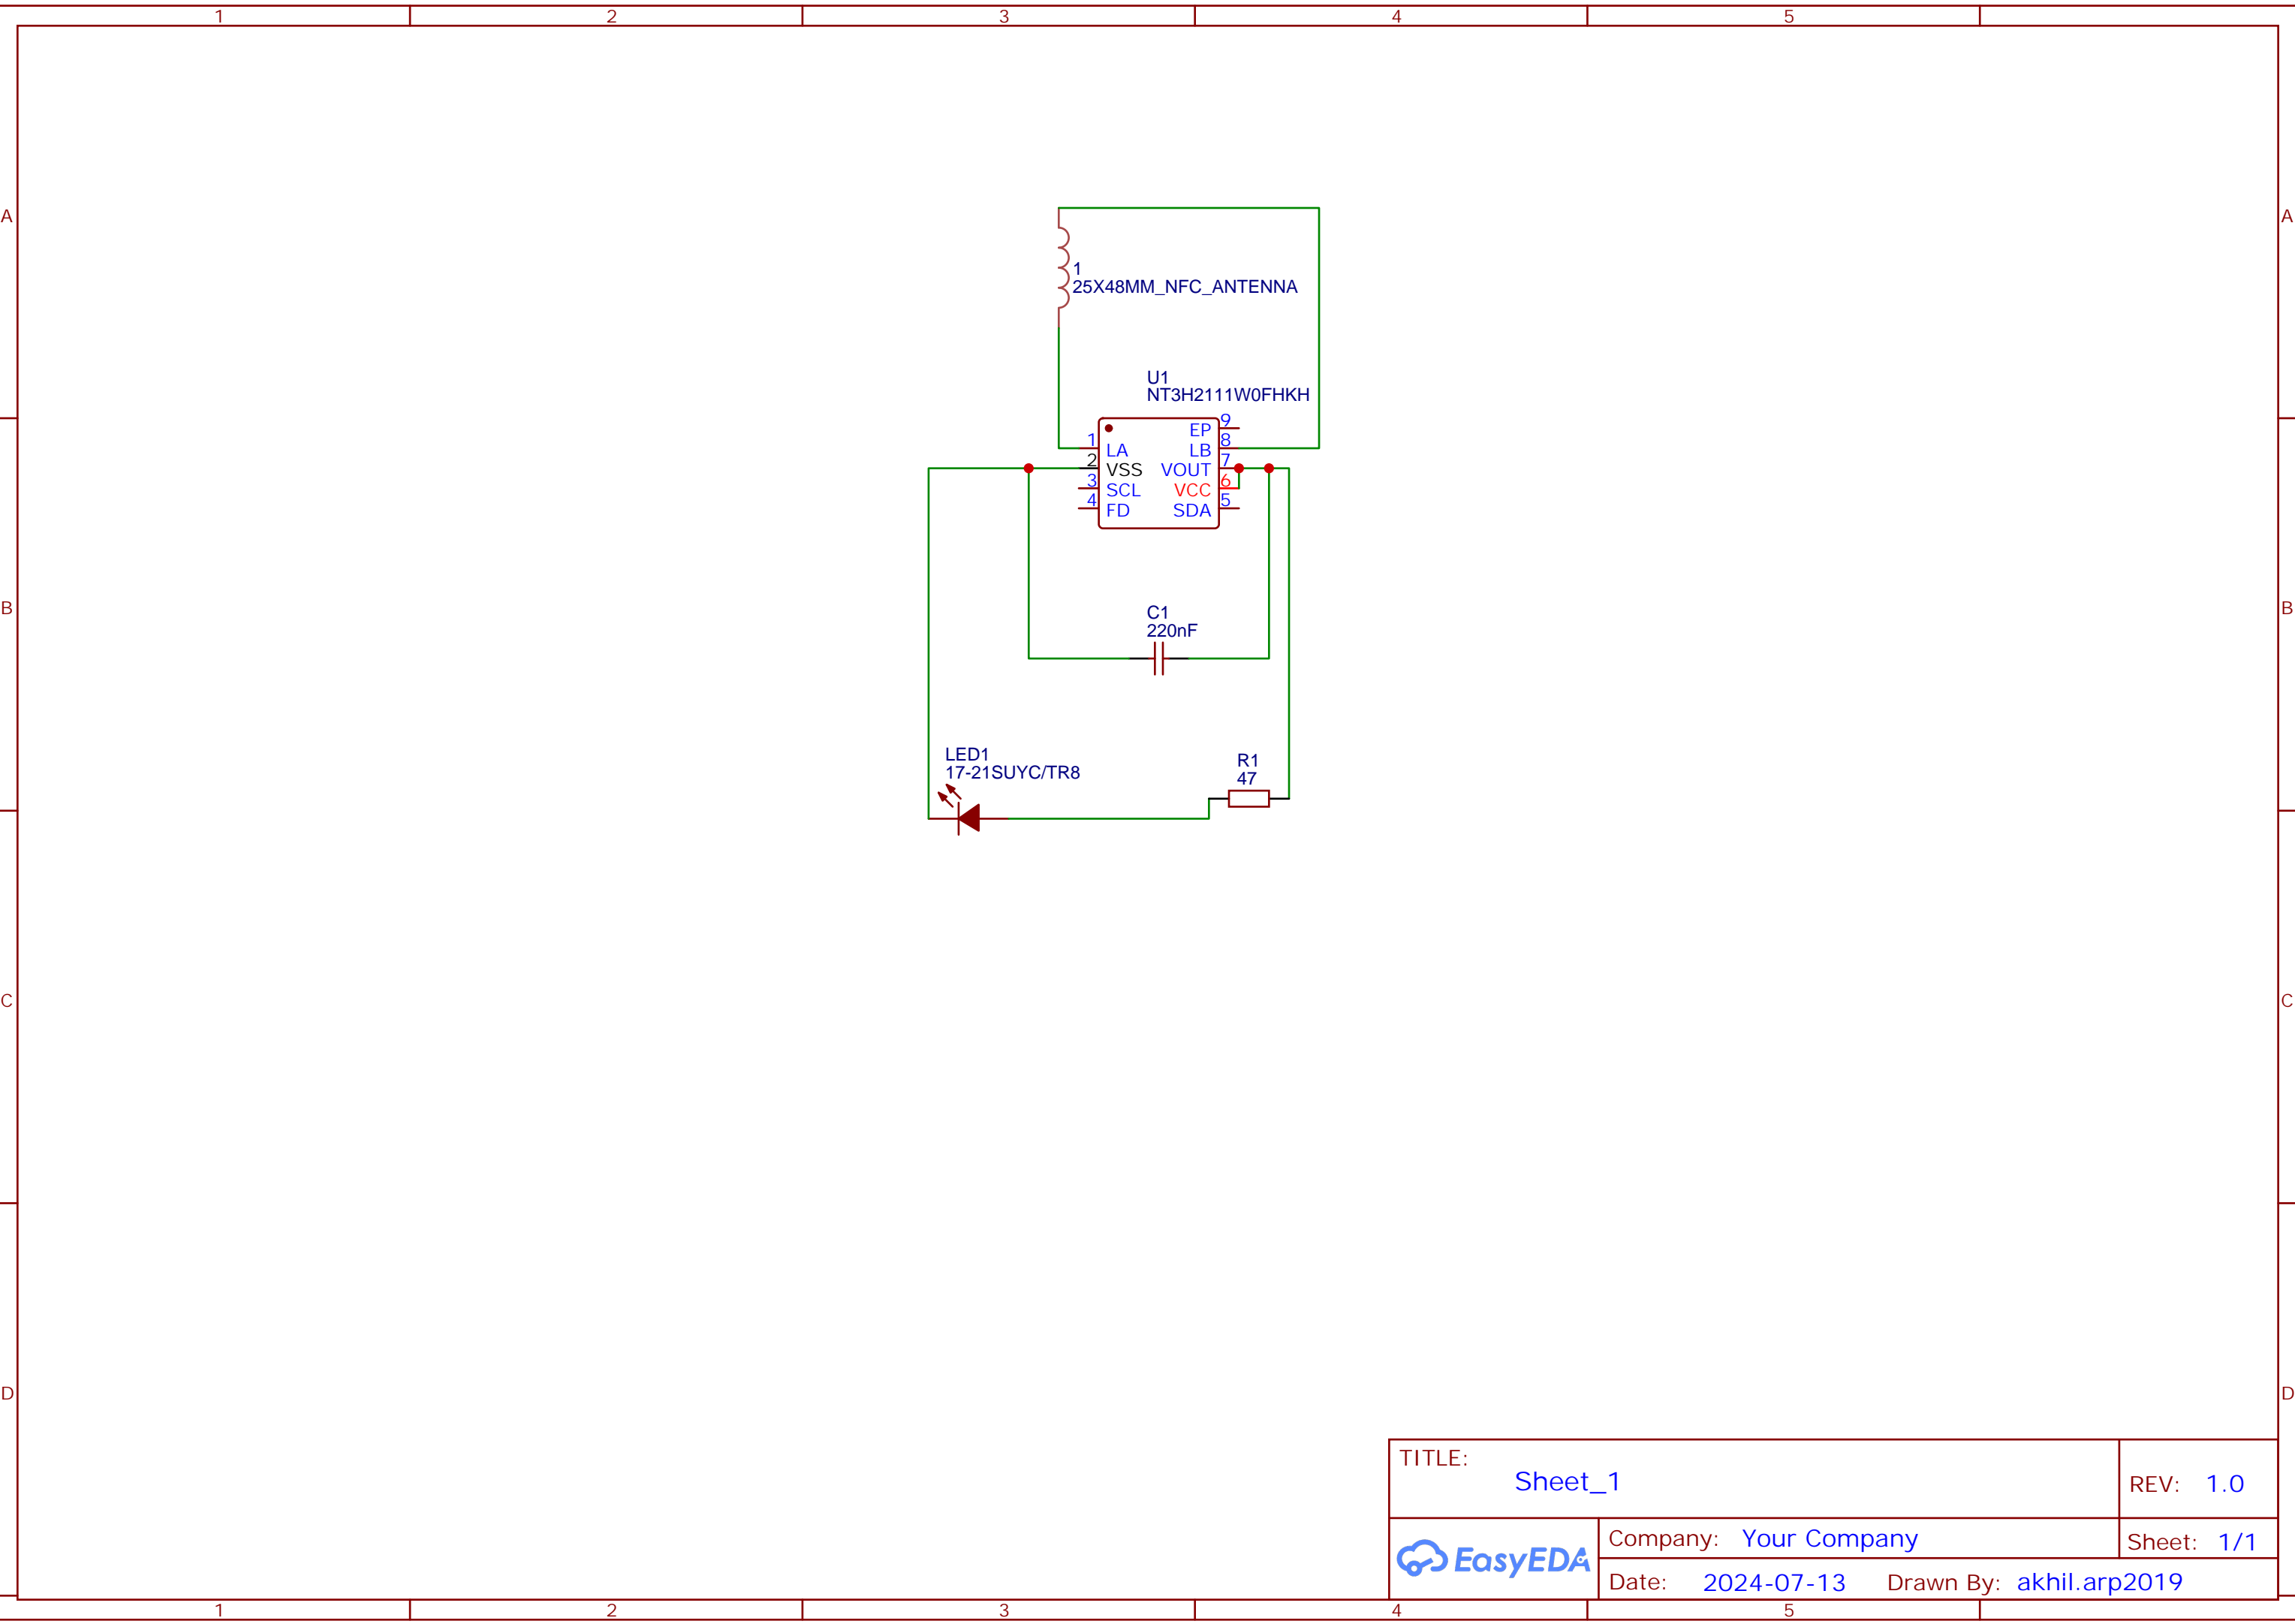 1 2 3 4 5
A A
1
25X48MM_NFC_ANTENNA
U1
NT3H2111W0FHKH
EP 9
1 LA LB 8
2 VSS VOUT 7
3 SCL VCC 6
4 FD SDA 5
B B
C1
220nF
LED1
17-21SUYC/TR8
R1
47
C C
D D
TITLE:
Sheet_1
REV: 1.0
EasyEDA
Company: Your Company
Sheet: 1/1
Date: 2024-07-13 Drawn By: akhil.arp2019
1 2 3 4 5